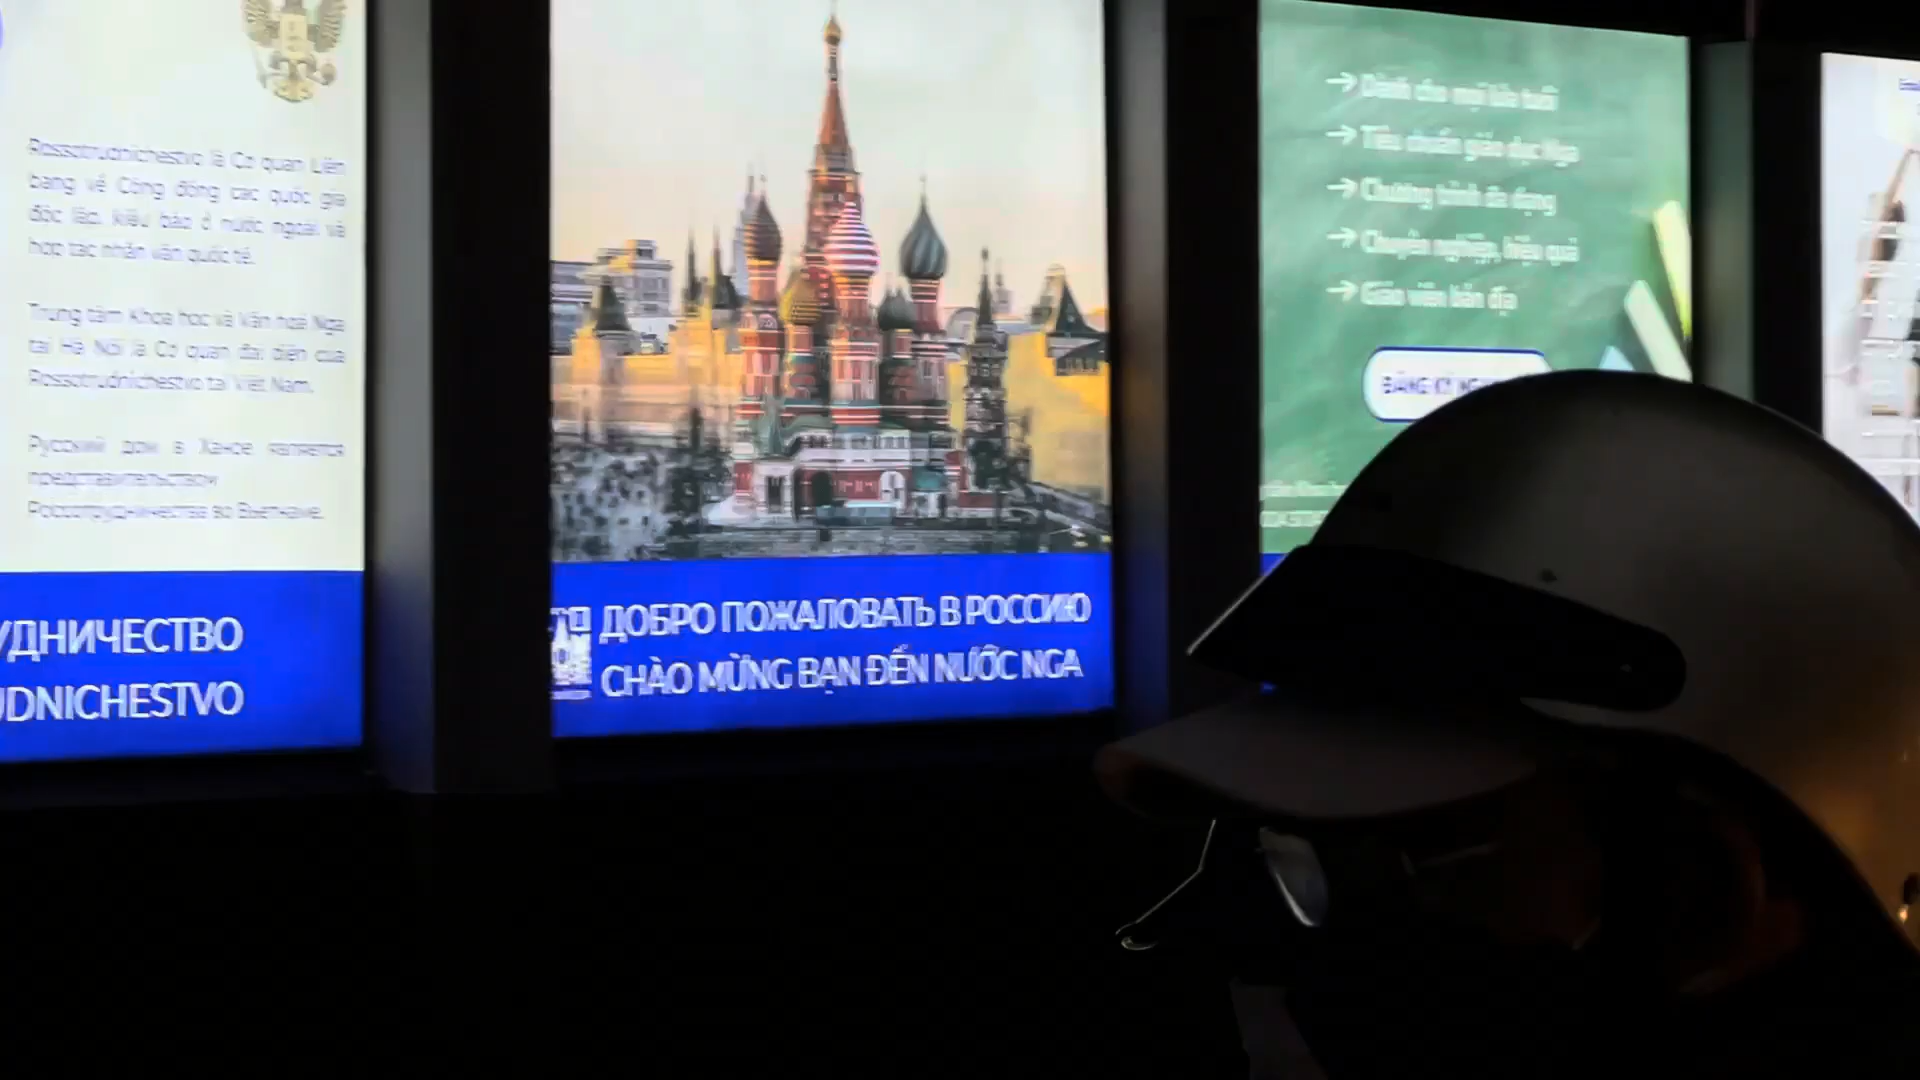 Rossotrudnichestvo là Cơ quan Liên
bang về Cộng đồng các quốc gia
độc lập, kiều bào ở nước ngoài và
hợp tác nhân văn quốc tế.
Trung tâm Khoa học và Văn hoá Nga
tại Hà Nội là Cơ quan đại diện của
Rossotrudnichestvo tại Việt Nam.
Русский дом в Ханое является
представительством
Россотрудничества во Вьетнаме.
УДНИЧЕСТВО
UDNICHESTVO
ДОБРО ПОЖАЛОВАТЬ В РОССИЮ
CHÀO MỪNG BẠN ĐẾN NƯỚC NGA
→ Dành cho mọi lứa tuổi
→ Tiêu chuẩn giáo dục Nga
→ Chương trình đa dạng
→ Chuyên nghiệp, hiệu quả
→ Giáo viên bản địa
ĐĂNG KÝ